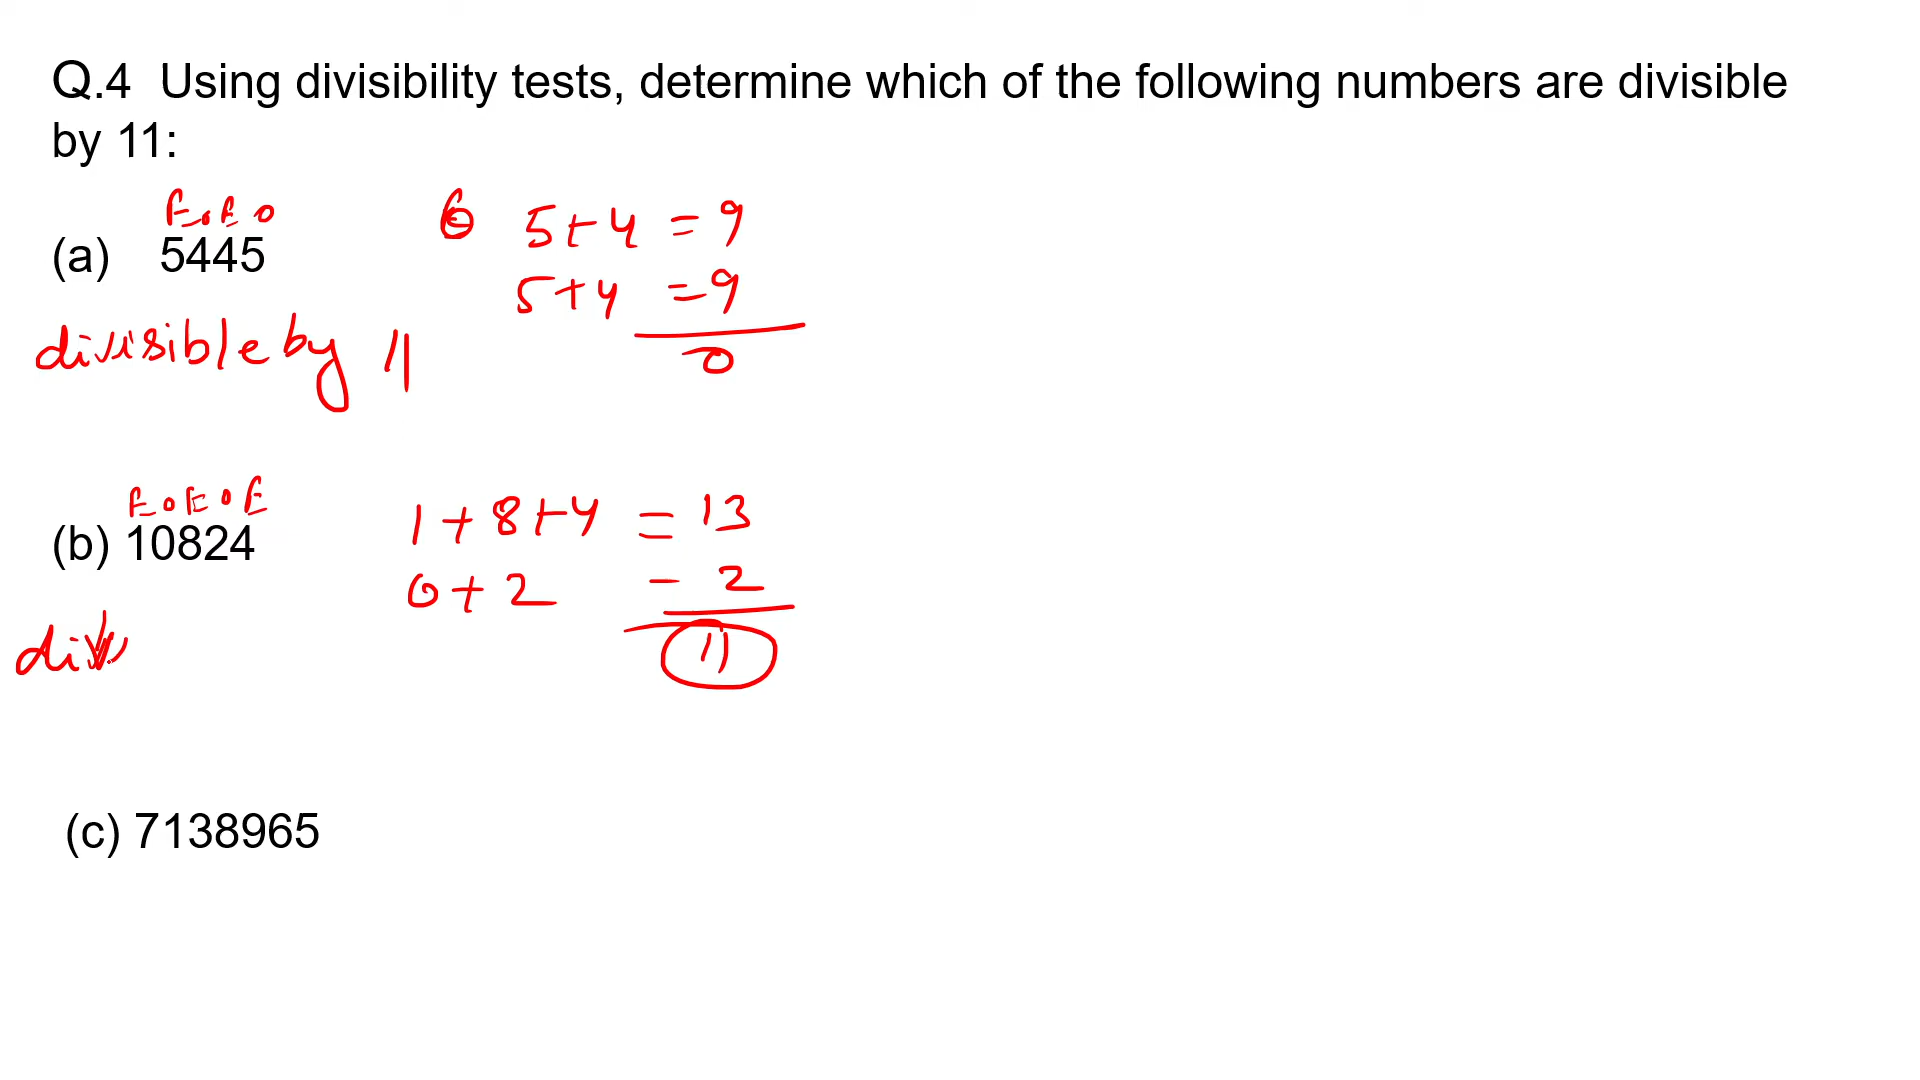 Q.4 Using divisibility tests, determine which of the following numbers are divisible
by 11:
E o E o
(a) 5445
5+4 = 9
5+4 = 9
0
divisible by 11
E o E o E
(b) 10824
1+8+4 = 13
0+2 - 2
11
div
(c) 7138965